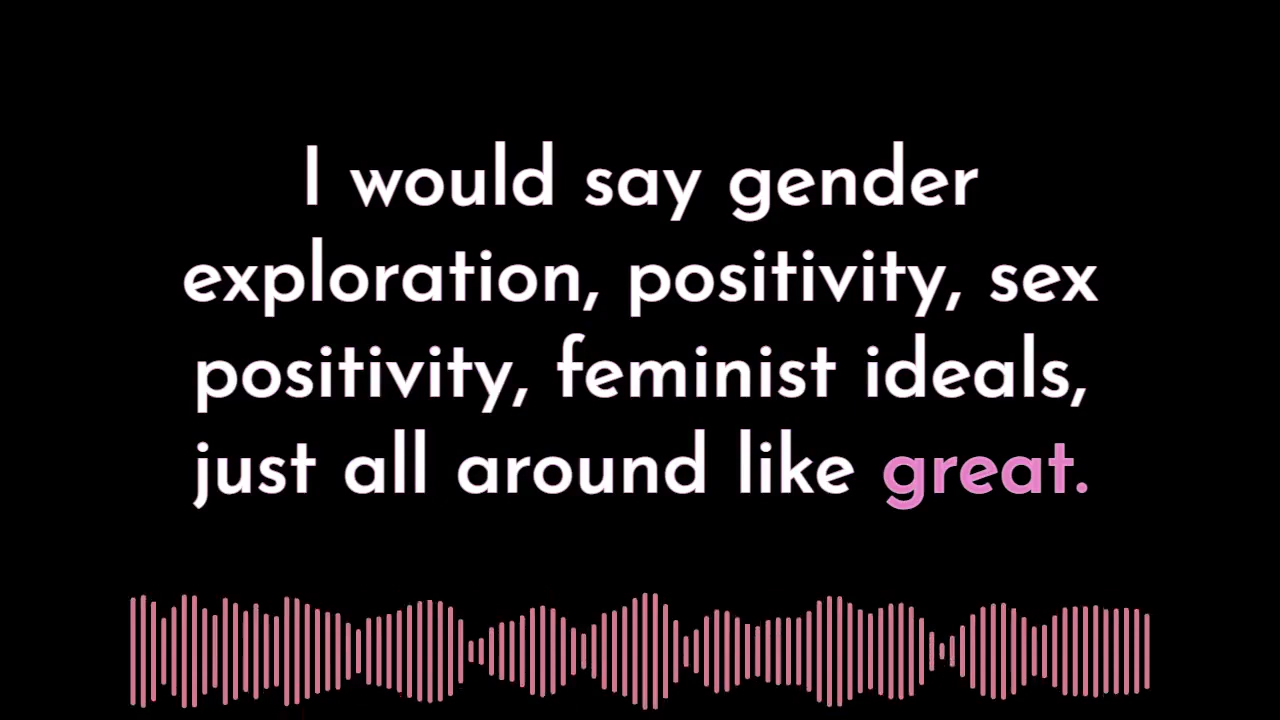 I would say gender
exploration, positivity, sex
positivity, feminist ideals,
just all around like great.